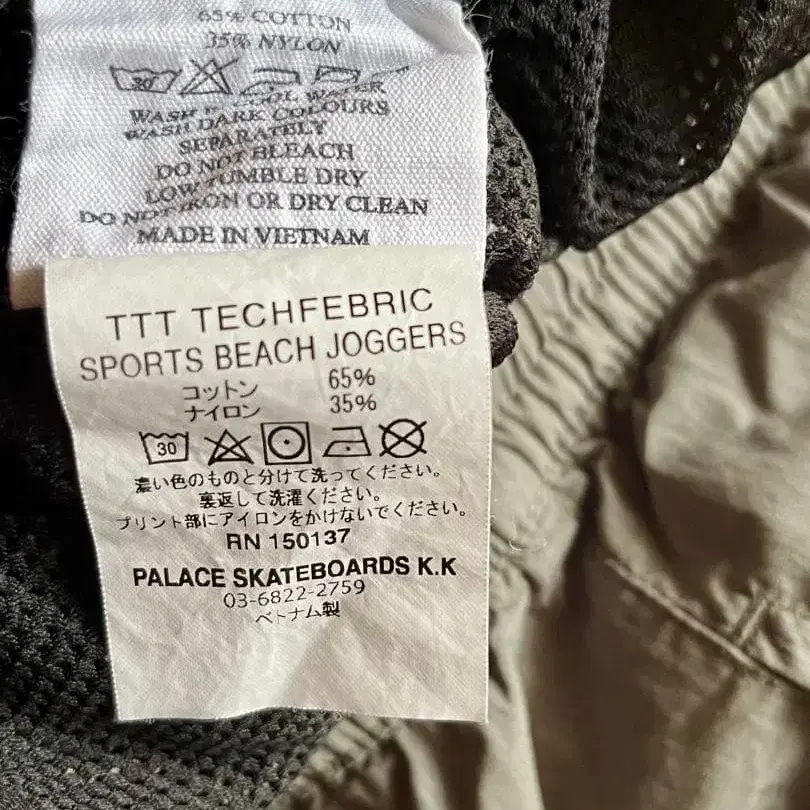 65% COTTON
35% NYLON
30
WASH IN COOL WATER
WASH DARK COLOURS
SEPARATELY
DO NOT BLEACH
LOW TUMBLE DRY
DO NOT IRON OR DRY CLEAN
MADE IN VIETNAM
TTT TECHFEBRIC
SPORTS BEACH JOGGERS
コットン 65%
ナイロン 35%
30
濃い色のものと分けて洗ってください。
裏返して洗濯ください。
プリント部にアイロンをかけないでください。
RN 150137
PALACE SKATEBOARDS K.K
03-6822-2759
ベトナム製